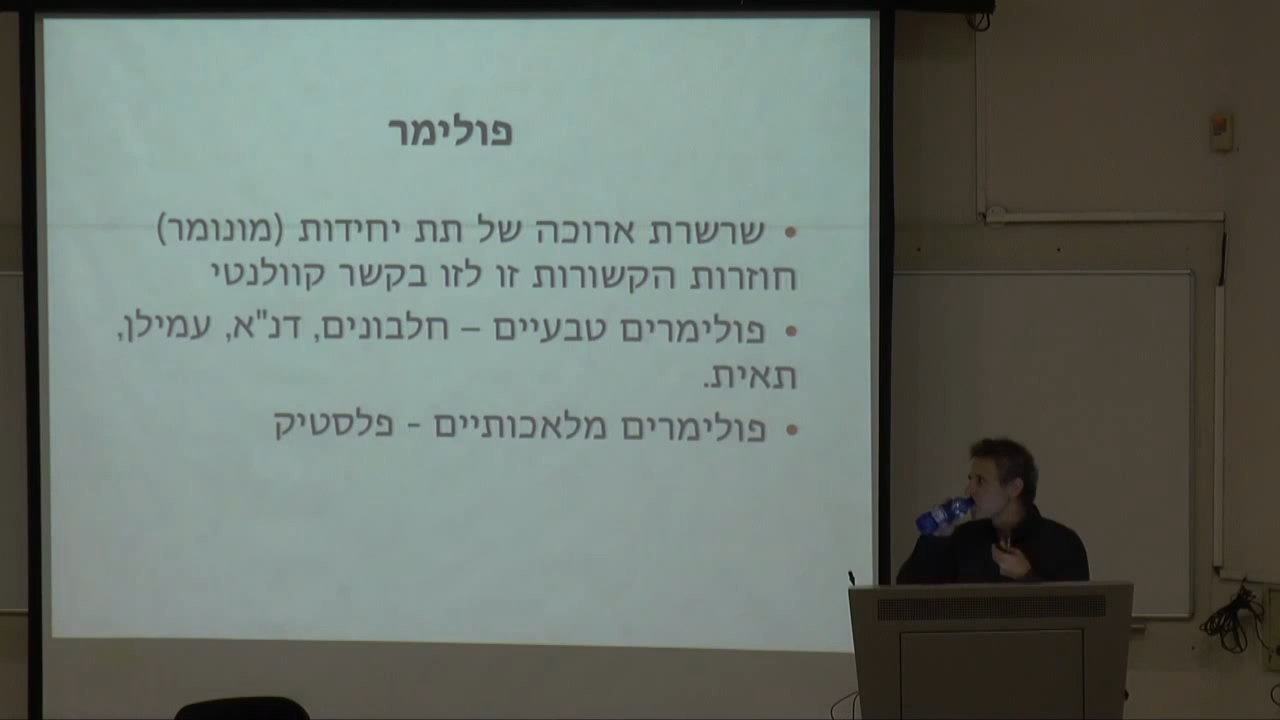 פולימר
• שרשרת ארוכה של תת יחידות (מונומר)
חוזרות הקשורות זו לזו בקשר קוולנטי
• פולימרים טבעיים – חלבונים, דנ"א, עמילן,
תאית.
• פולימרים מלאכותיים - פלסטיק